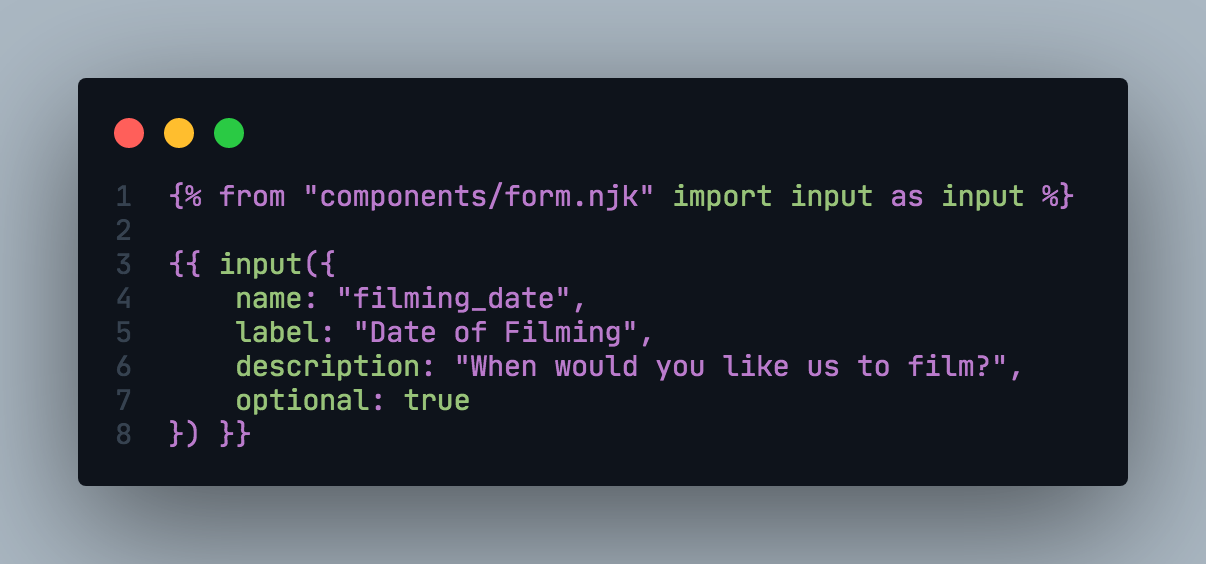 1 {% from "components/form.njk" import input as input %}
2
3 {{ input({
4     name: "filming_date",
5     label: "Date of Filming",
6     description: "When would you like us to film?",
7     optional: true
8 }) }}